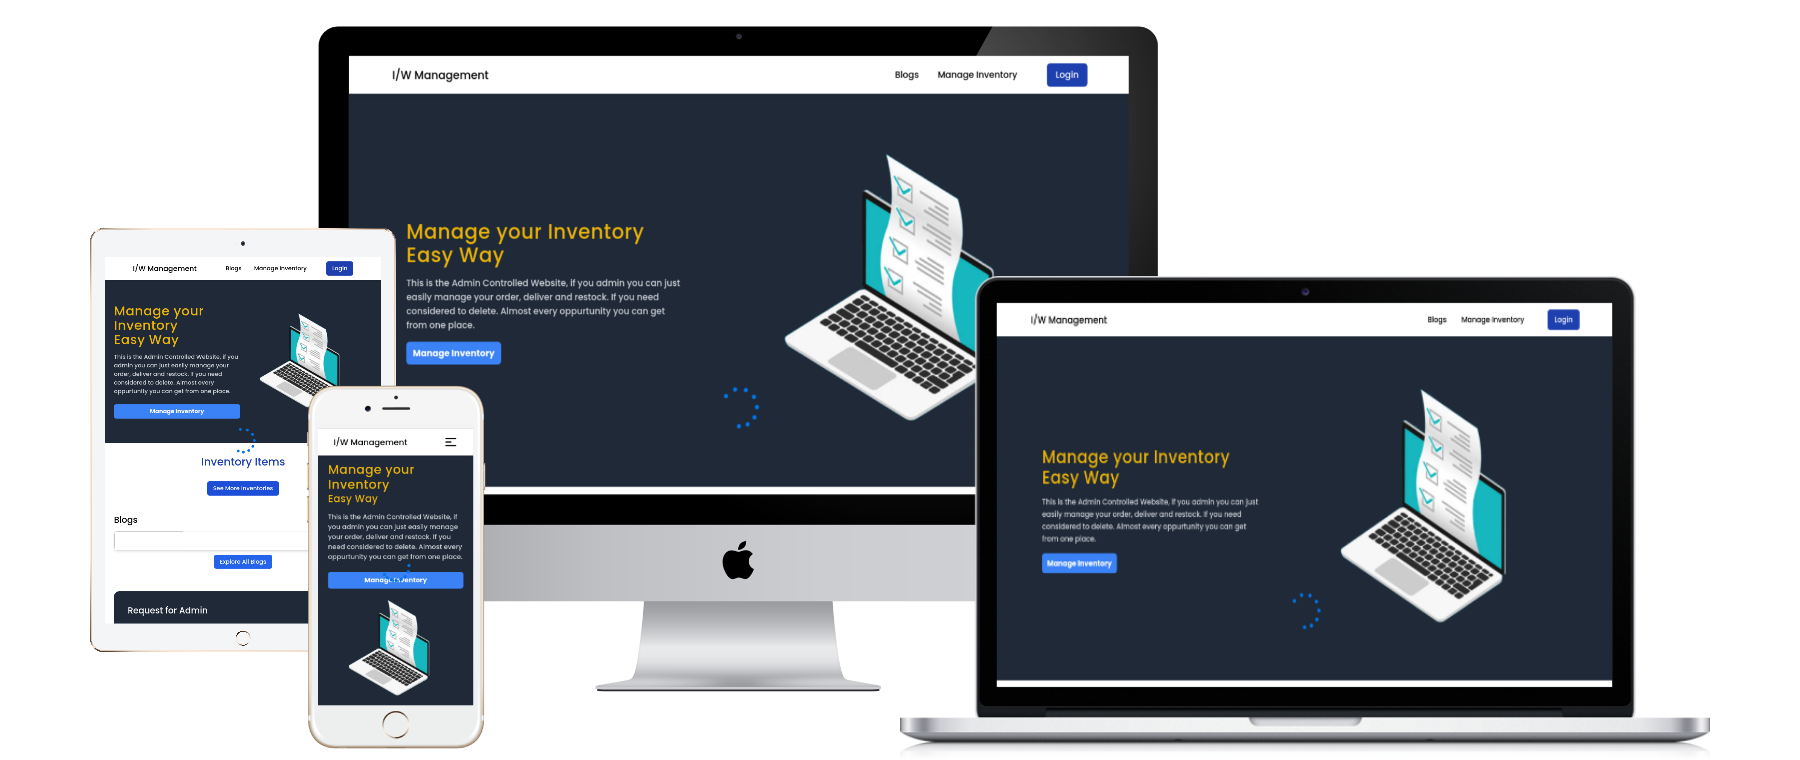 I/W Management
Blogs
Manage Inventory
Login
Manage your Inventory
Easy Way
This is the Admin Controlled Website, if you admin you can just
easily manage your order, deliver and restock. If you need
considered to delete. Almost every oppurtunity you can get
from one place.
Manage Inventory
I/W Management
Blogs
Manage Inventory
Login
Manage your
Inventory
Easy Way
This is the Admin Controlled Website, if you
admin you can just easily manage your
order, deliver and restock. If you need
considered to delete. Almost every
oppurtunity you can get from one place.
Manage Inventory
Inventory Items
See More Inventories
Blogs
Explore All Blogs
Request for Admin
I/W Management
Manage your
Inventory
Easy Way
This is the Admin Controlled Website, if
you admin you can just easily manage
your order, deliver and restock. If you
need considered to delete. Almost every
oppurtunity you can get from one place.
Manage Inventory
I/W Management
Blogs
Manage Inventory
Login
Manage your Inventory
Easy Way
This is the Admin Controlled Website, if you admin you can just
easily manage your order, deliver and restock. If you need
considered to delete. Almost every oppurtunity you can get
from one place.
Manage Inventory